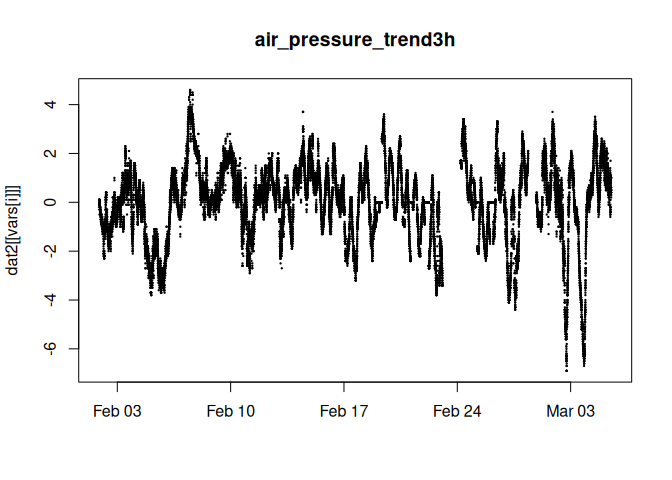 air_pressure_trend3h
dat2[[vars[i]]]
4
2
0
-2
-4
-6
Feb 03
Feb 10
Feb 17
Feb 24
Mar 03